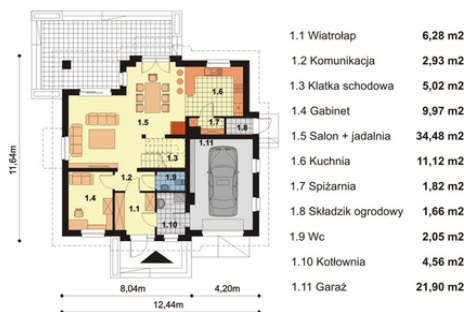 1.1 Wiatrołap 6,28 m2
1.2 Komunikacja 2,93 m2
1.3 Klatka schodowa 5,02 m2
1.4 Gabinet 9,97 m2
1.5 Salon + jadalnia 34,48 m2
1.6 Kuchnia 11,12 m2
1.7 Spiżarnia 1,82 m2
1.8 Składzik ogrodowy 1,66 m2
1.9 Wc 2,05 m2
1.10 Kotłownia 4,56 m2
1.11 Garaż 21,90 m2
1.6
1.5
1.7
1.8
1.11
1.3
1.2
1.9
1.4
1.1
1.10
11,64m
8,04m 4,20m
12,44m